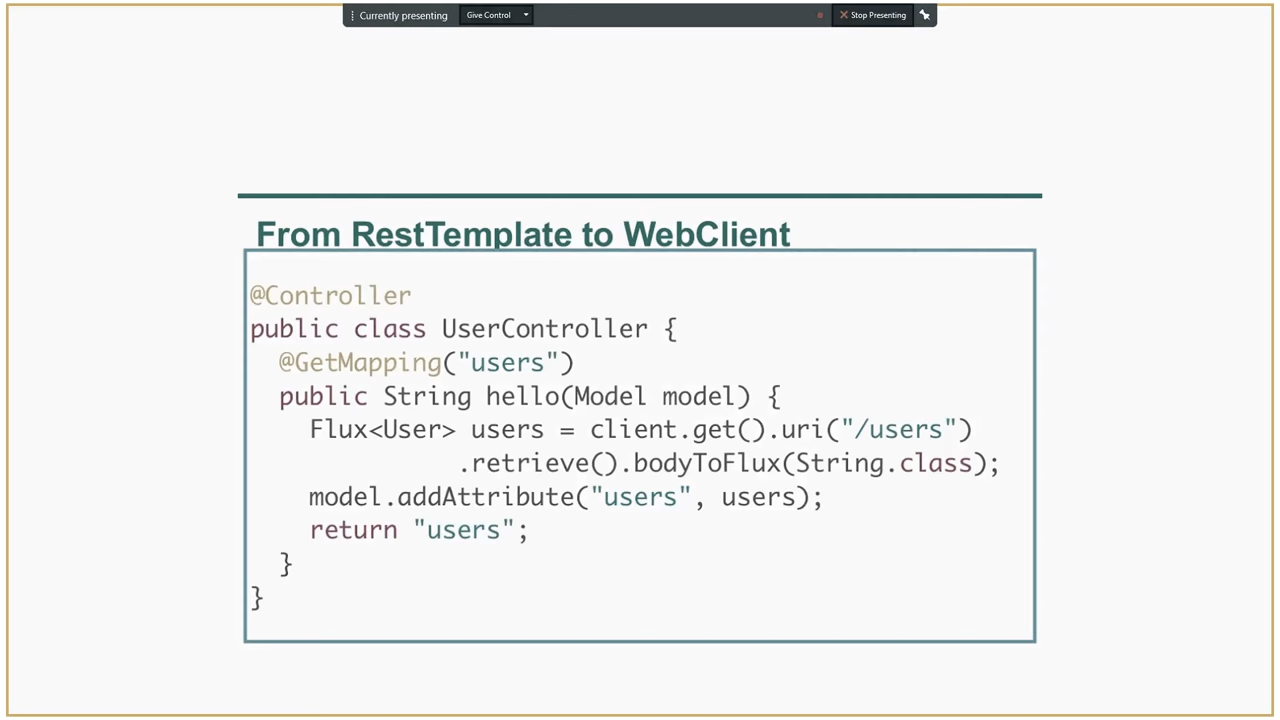 Currently presenting Give Control Stop Presenting
From RestTemplate to WebClient
@Controller
public class UserController {
@GetMapping("users")
public String hello(Model model) {
Flux<User> users = client.get().uri("/users")
.retrieve().bodyToFlux(String.class);
model.addAttribute("users", users);
return "users";
}
}